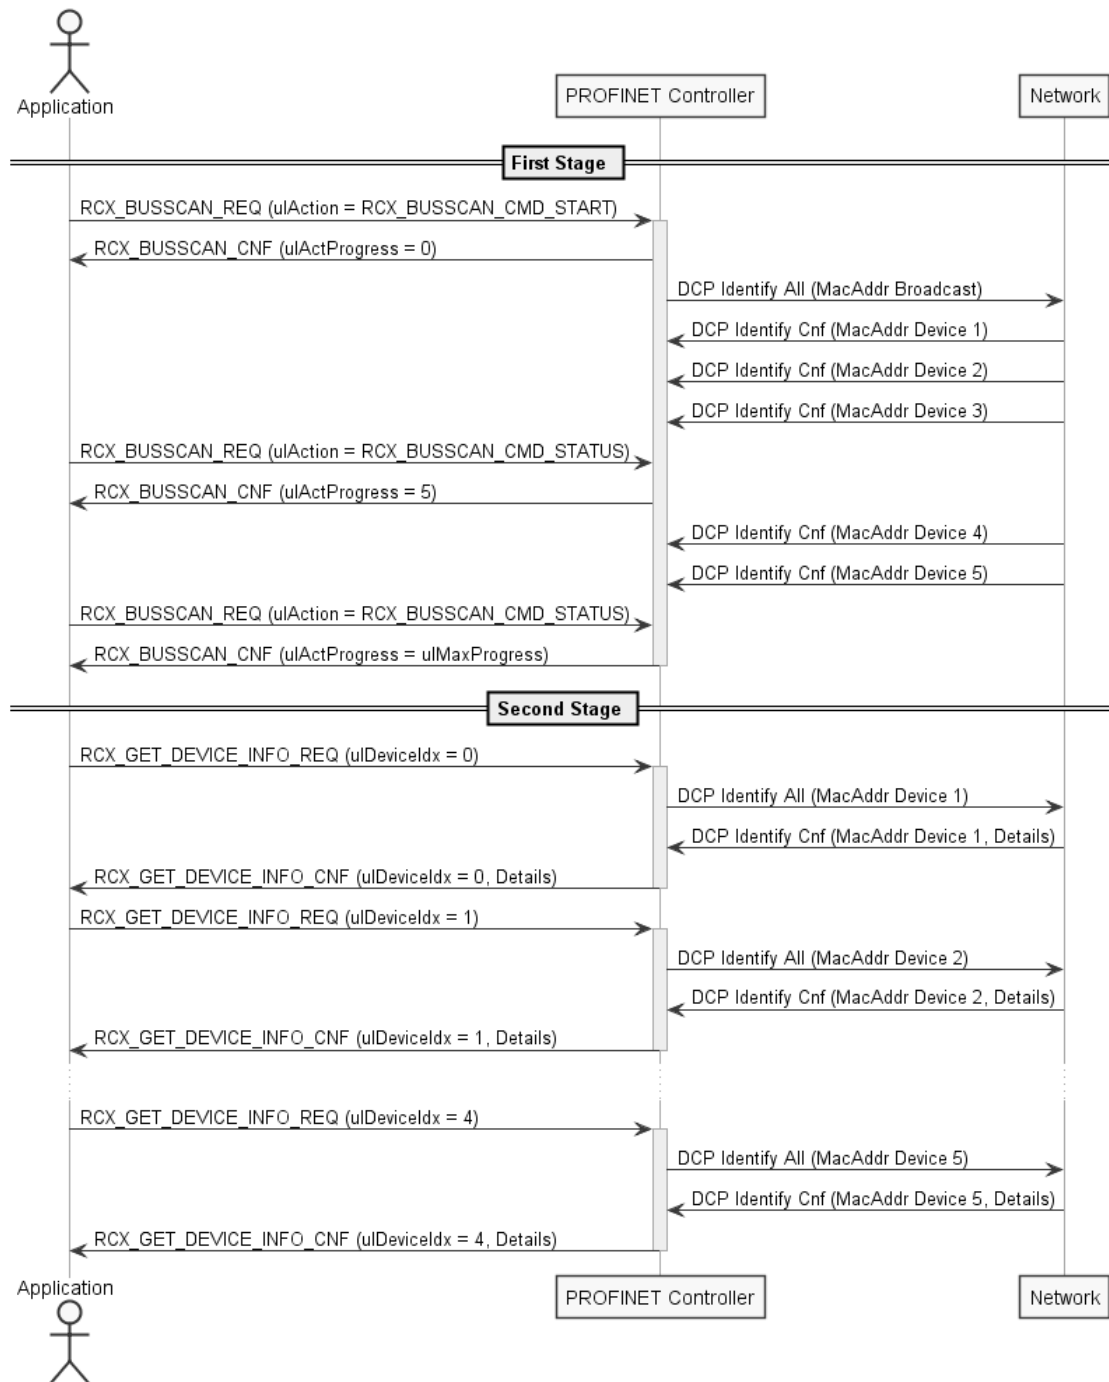 Application
PROFINET Controller
Network
First Stage
RCX_BUSSCAN_REQ (ulAction = RCX_BUSSCAN_CMD_START)
RCX_BUSSCAN_CNF (ulActProgress = 0)
DCP Identify All (MacAddr Broadcast)
DCP Identify Cnf (MacAddr Device 1)
DCP Identify Cnf (MacAddr Device 2)
DCP Identify Cnf (MacAddr Device 3)
RCX_BUSSCAN_REQ (ulAction = RCX_BUSSCAN_CMD_STATUS)
RCX_BUSSCAN_CNF (ulActProgress = 5)
DCP Identify Cnf (MacAddr Device 4)
DCP Identify Cnf (MacAddr Device 5)
RCX_BUSSCAN_REQ (ulAction = RCX_BUSSCAN_CMD_STATUS)
RCX_BUSSCAN_CNF (ulActProgress = ulMaxProgress)
Second Stage
RCX_GET_DEVICE_INFO_REQ (ulDeviceIdx = 0)
DCP Identify All (MacAddr Device 1)
DCP Identify Cnf (MacAddr Device 1, Details)
RCX_GET_DEVICE_INFO_CNF (ulDeviceIdx = 0, Details)
RCX_GET_DEVICE_INFO_REQ (ulDeviceIdx = 1)
DCP Identify All (MacAddr Device 2)
DCP Identify Cnf (MacAddr Device 2, Details)
RCX_GET_DEVICE_INFO_CNF (ulDeviceIdx = 1, Details)
RCX_GET_DEVICE_INFO_REQ (ulDeviceIdx = 4)
DCP Identify All (MacAddr Device 5)
DCP Identify Cnf (MacAddr Device 5, Details)
RCX_GET_DEVICE_INFO_CNF (ulDeviceIdx = 4, Details)
Application
PROFINET Controller
Network